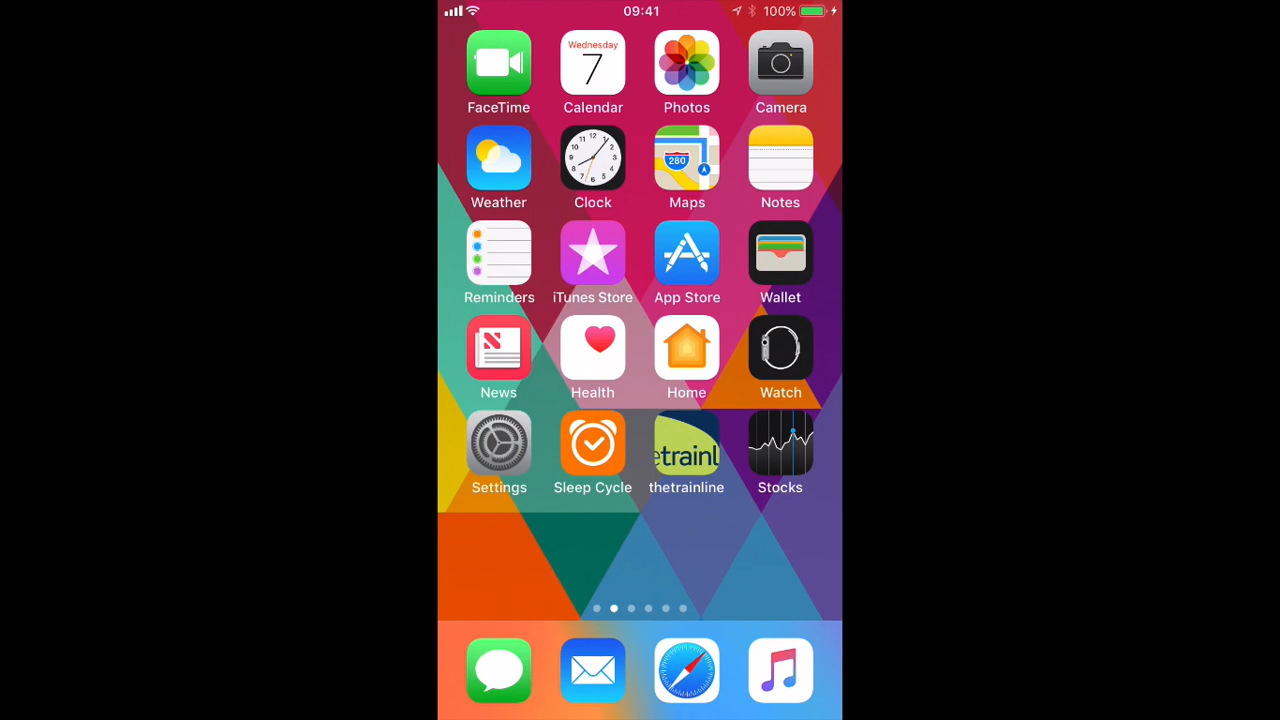 09:41 100%
Wednesday
7
FaceTime Calendar Photos Camera
280
Weather Clock Maps Notes
Reminders iTunes Store App Store Wallet
News Health Home Watch
etrainl
Settings Sleep Cycle thetrainline Stocks